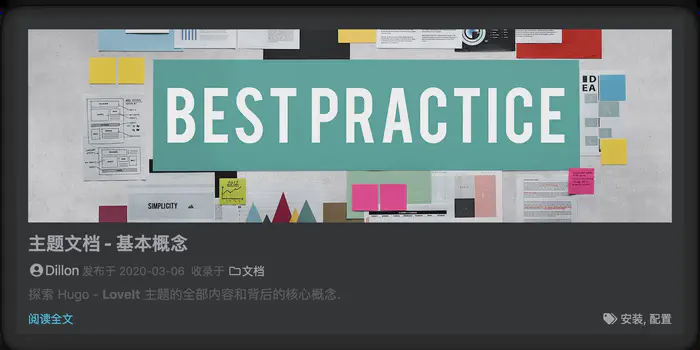 BEST PRACTICE
SIMPLICITY
主题文档 - 基本概念
Dillon 发布于 2020-03-06 收录于 文档
探索 Hugo - LoveIt 主题的全部内容和背后的核心概念.
阅读全文
安装, 配置